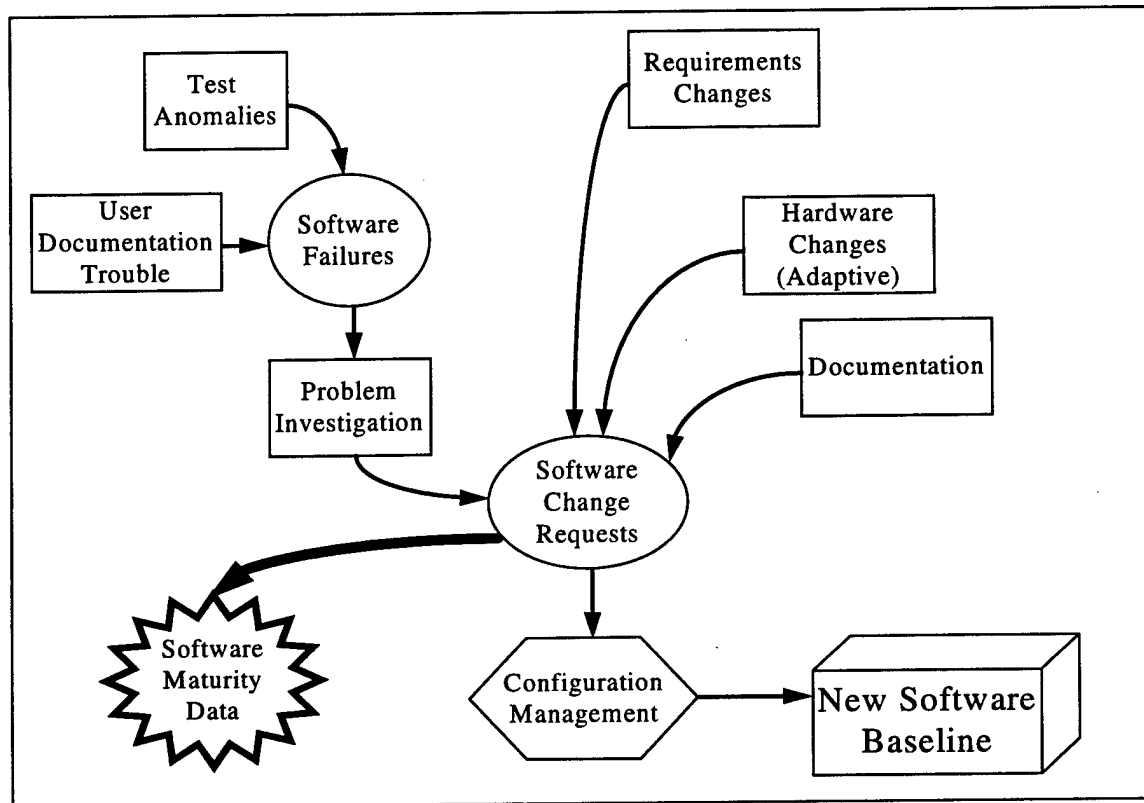 Test
Anomalies
Requirements
Changes
User
Documentation
Trouble
Software
Failures
Hardware
Changes
(Adaptive)
Problem
Investigation
Documentation
Software
Change
Requests
Software
Maturity
Data
Configuration
Management
New Software
Baseline